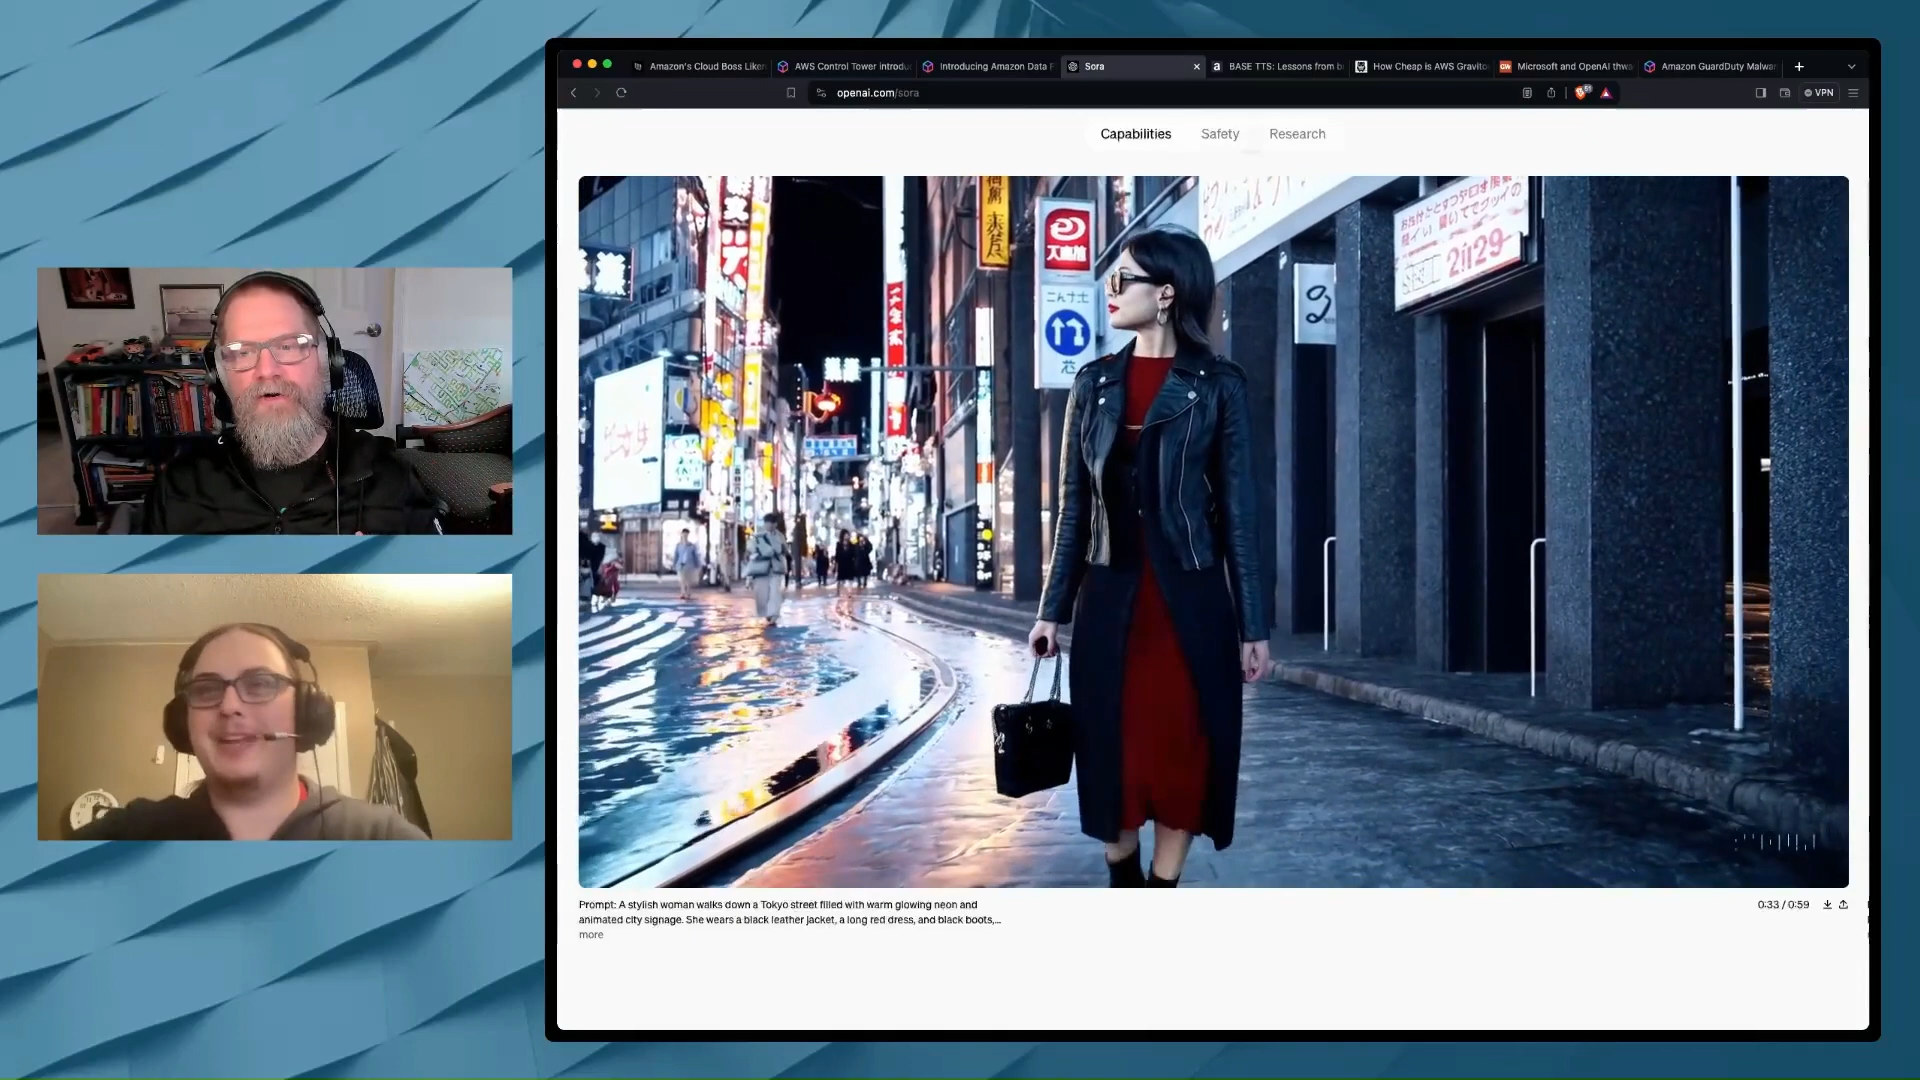 Amazon's Cloud Boss Liken
AWS Control Tower introduc
Introducing Amazon Data F
Sora
BASE TTS: Lessons from b
How Cheap is AWS Gravito
Microsoft and OpenAI thwa
Amazon GuardDuty Malwar
openai.com/sora
VPN
Capabilities
Safety
Research
Prompt: A stylish woman walks down a Tokyo street filled with warm glowing neon and
animated city signage. She wears a black leather jacket, a long red dress, and black boots,...
more
0:33 / 0:59